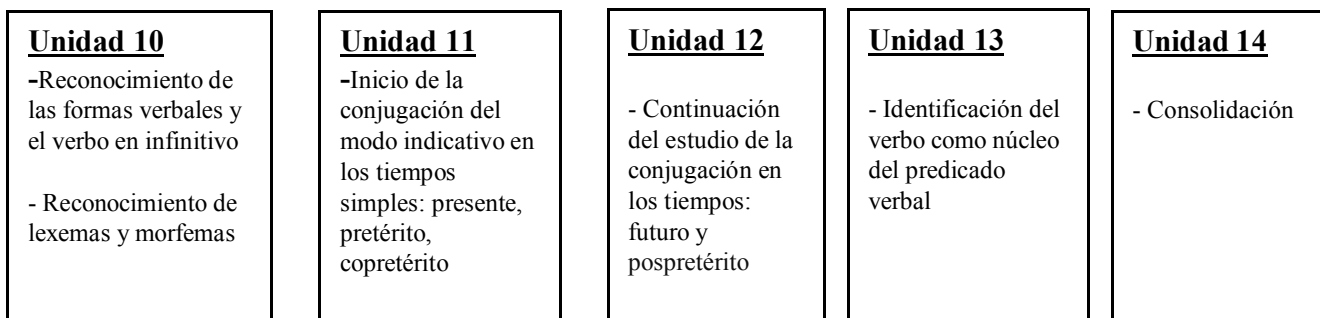 Unidad 10
-Reconocimiento de
las formas verbales y
el verbo en infinitivo
- Reconocimiento de
lexemas y morfemas
Unidad 11
-Inicio de la
conjugación del
modo indicativo en
los tiempos
simples: presente,
pretérito,
copretérito
Unidad 12
- Continuación
del estudio de la
conjugación en
los tiempos:
futuro y
pospretérito
Unidad 13
- Identificación del
verbo como núcleo
del predicado
verbal
Unidad 14
- Consolidación